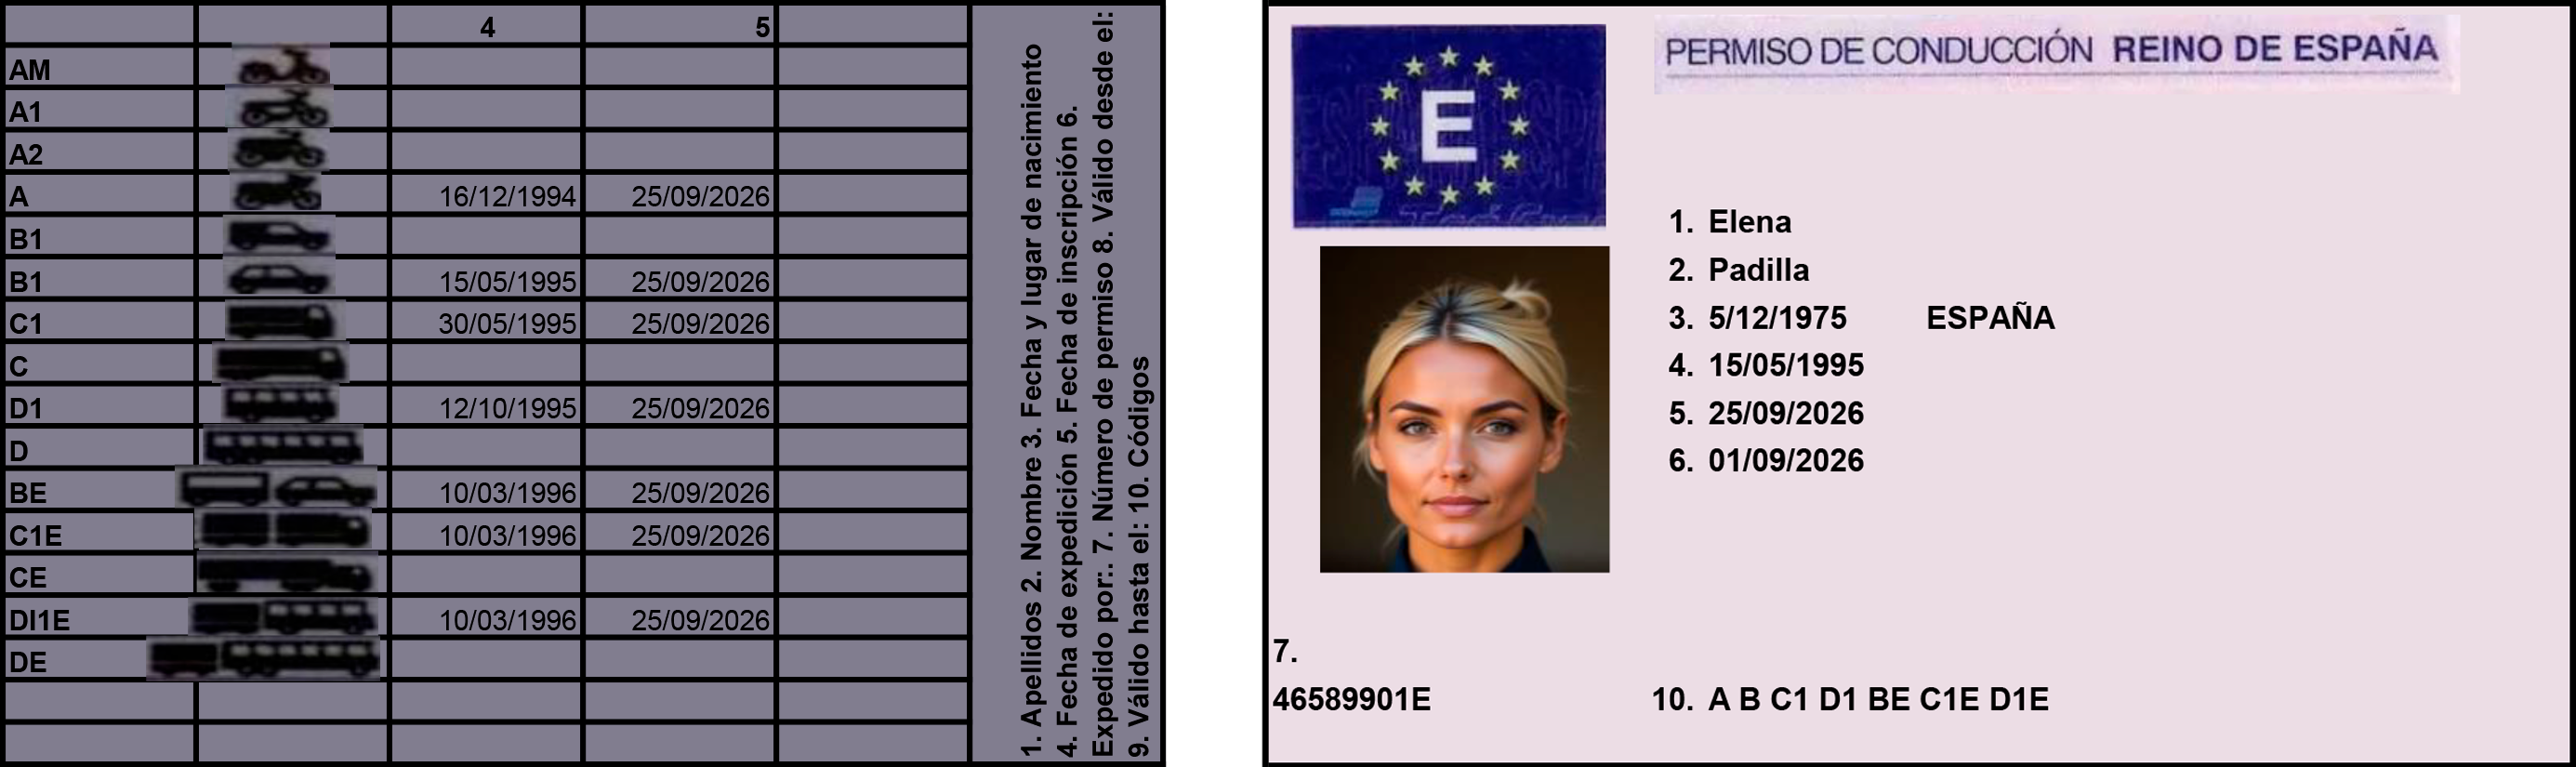 4 5
AM
A1
A2
A 16/12/1994 25/09/2026
B1
B1 15/05/1995 25/09/2026
C1 30/05/1995 25/09/2026
C
D1 12/10/1995 25/09/2026
D
BE 10/03/1996 25/09/2026
C1E 10/03/1996 25/09/2026
CE
DI1E 10/03/1996 25/09/2026
DE
1. Apellidos 2. Nombre 3. Fecha y lugar de nacimiento
4. Fecha de expedición 5. Fecha de inscripción 6.
Expedido por:. 7. Número de permiso 8. Válido desde el:
9. Válido hasta el: 10. Códigos
PERMISO DE CONDUCCIÓN REINO DE ESPAÑA
E
1. Elena
2. Padilla
3. 5/12/1975 ESPAÑA
4. 15/05/1995
5. 25/09/2026
6. 01/09/2026
7.
46589901E
10. A B C1 D1 BE C1E D1E